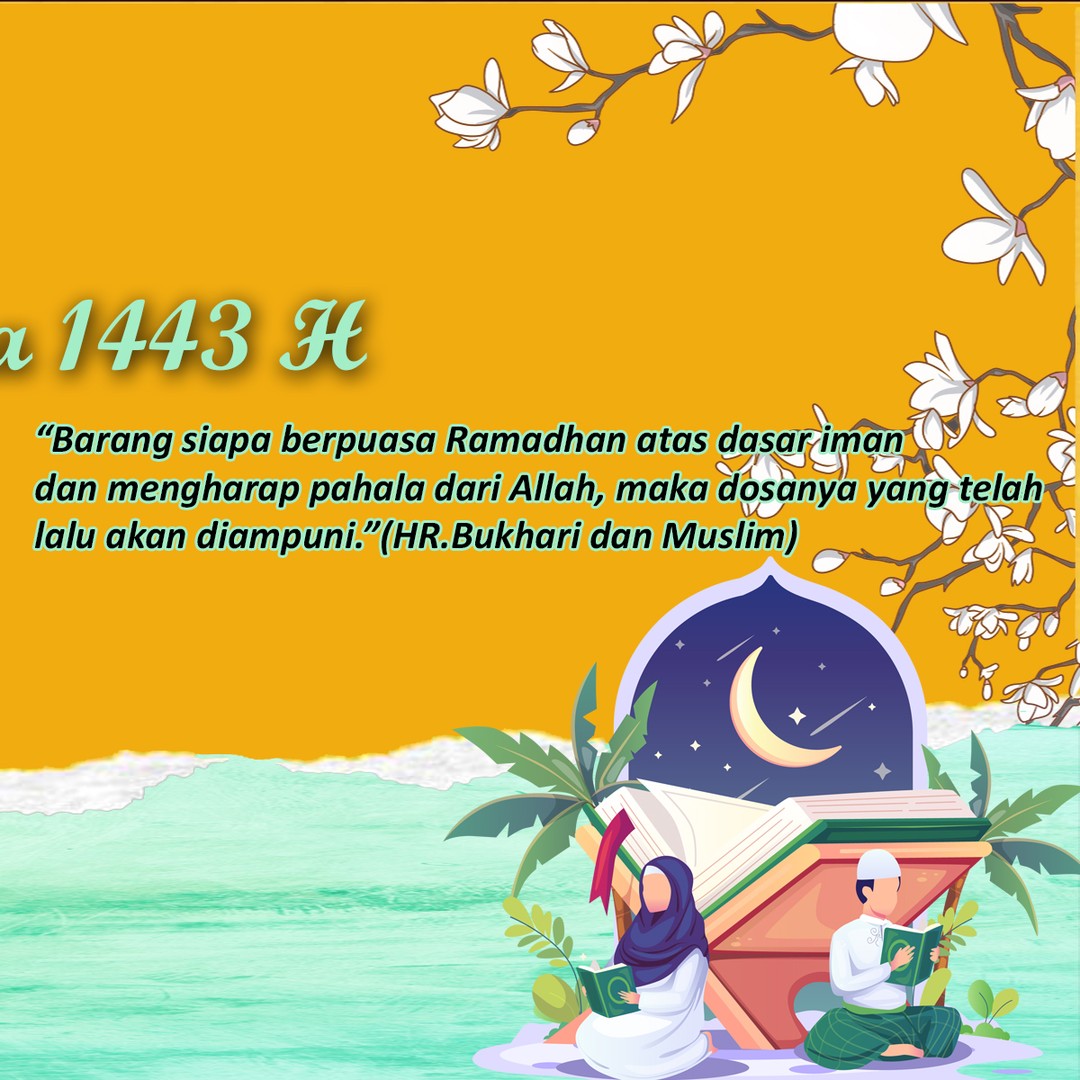 a 1443 H
“Barang siapa berpuasa Ramadhan atas dasar iman
dan mengharap pahala dari Allah, maka dosanya yang telah
lalu akan diampuni.”(HR.Bukhari dan Muslim)